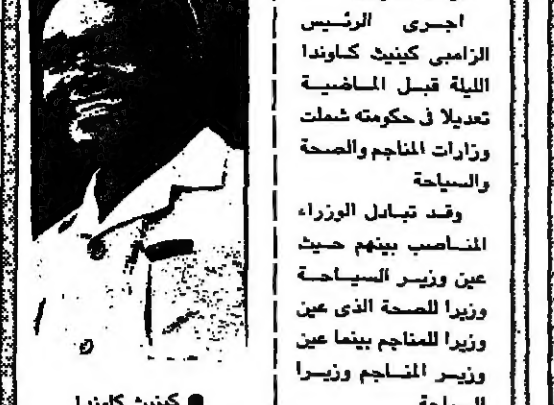 اجرى الرئيس
الزامبى كينيث كاوندا
الليلة قبل الماضية
تعديلا فى حكومته شملت
وزارات المناجم والصحة
والسياحة
وقد تبادل الوزراء
المناصب بينهم حيث
عين وزير السياحة
وزيرا للصحة الذى عين
وزيرا للمناجم بينما عين
وزير المناجم وزيرا
للسياحة
● كينيث كاوندا